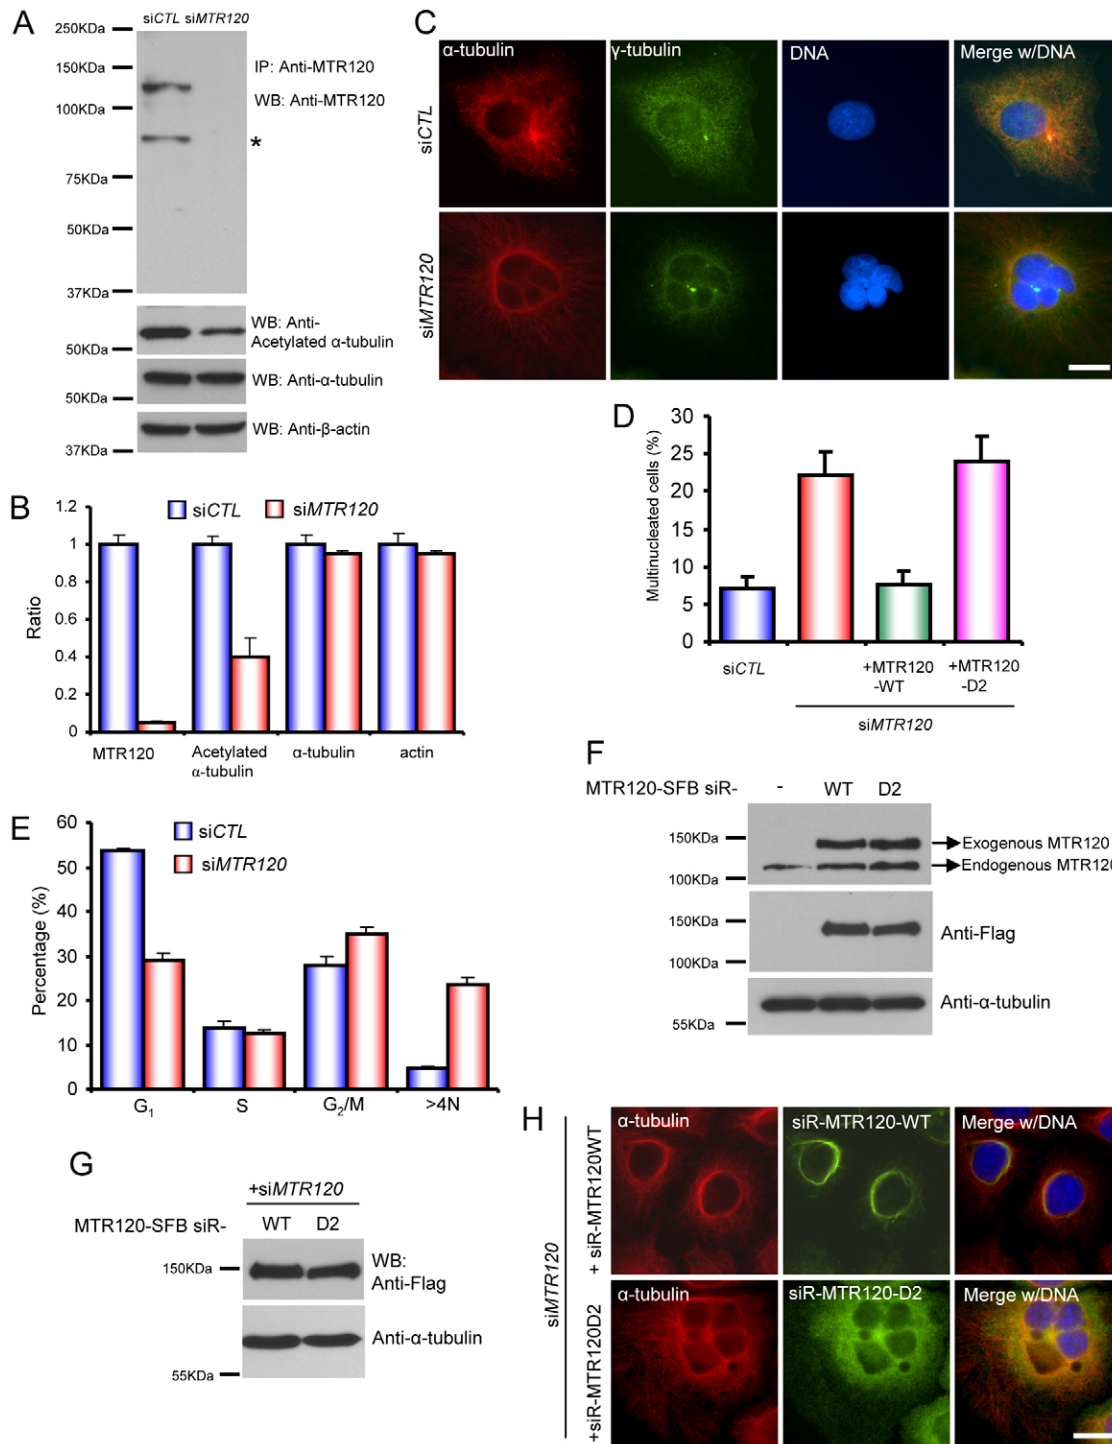 A
siCTL siMTR120
250KDa
150KDa
100KDa
75KDa
50KDa
37KDa
IP: Anti-MTR120
WB: Anti-MTR120
*
WB: Anti-
Acetylated α-tubulin
50KDa
WB: Anti-α-tubulin
50KDa
WB: Anti-β-actin
37KDa
B
siCTL siMTR120
Ratio
1.2
1
0.8
0.6
0.4
0.2
0
MTR120
Acetylated
α-tubulin
α-tubulin
actin
C
α-tubulin
γ-tubulin
DNA
Merge w/DNA
siCTL
siMTR120
D
Multinucleated cells (%)
30
25
20
15
10
5
0
siCTL
+MTR120
-WT
+MTR120
-D2
siMTR120
E
siCTL
siMTR120
Percentage (%)
60
50
40
30
20
10
0
G₁
S
G₂/M
>4N
F
MTR120-SFB siR-
-
WT
D2
150KDa
100KDa
Exogenous MTR120
Endogenous MTR120
150KDa
100KDa
Anti-Flag
Anti-α-tubulin
55KDa
G
+siMTR120
MTR120-SFB siR-
WT
D2
150KDa
WB:
Anti-Flag
Anti-α-tubulin
55KDa
H
siMTR120
+ siR-MTR120WT
α-tubulin
siR-MTR120-WT
Merge w/DNA
+siR-MTR120D2
α-tubulin
siR-MTR120-D2
Merge w/DNA